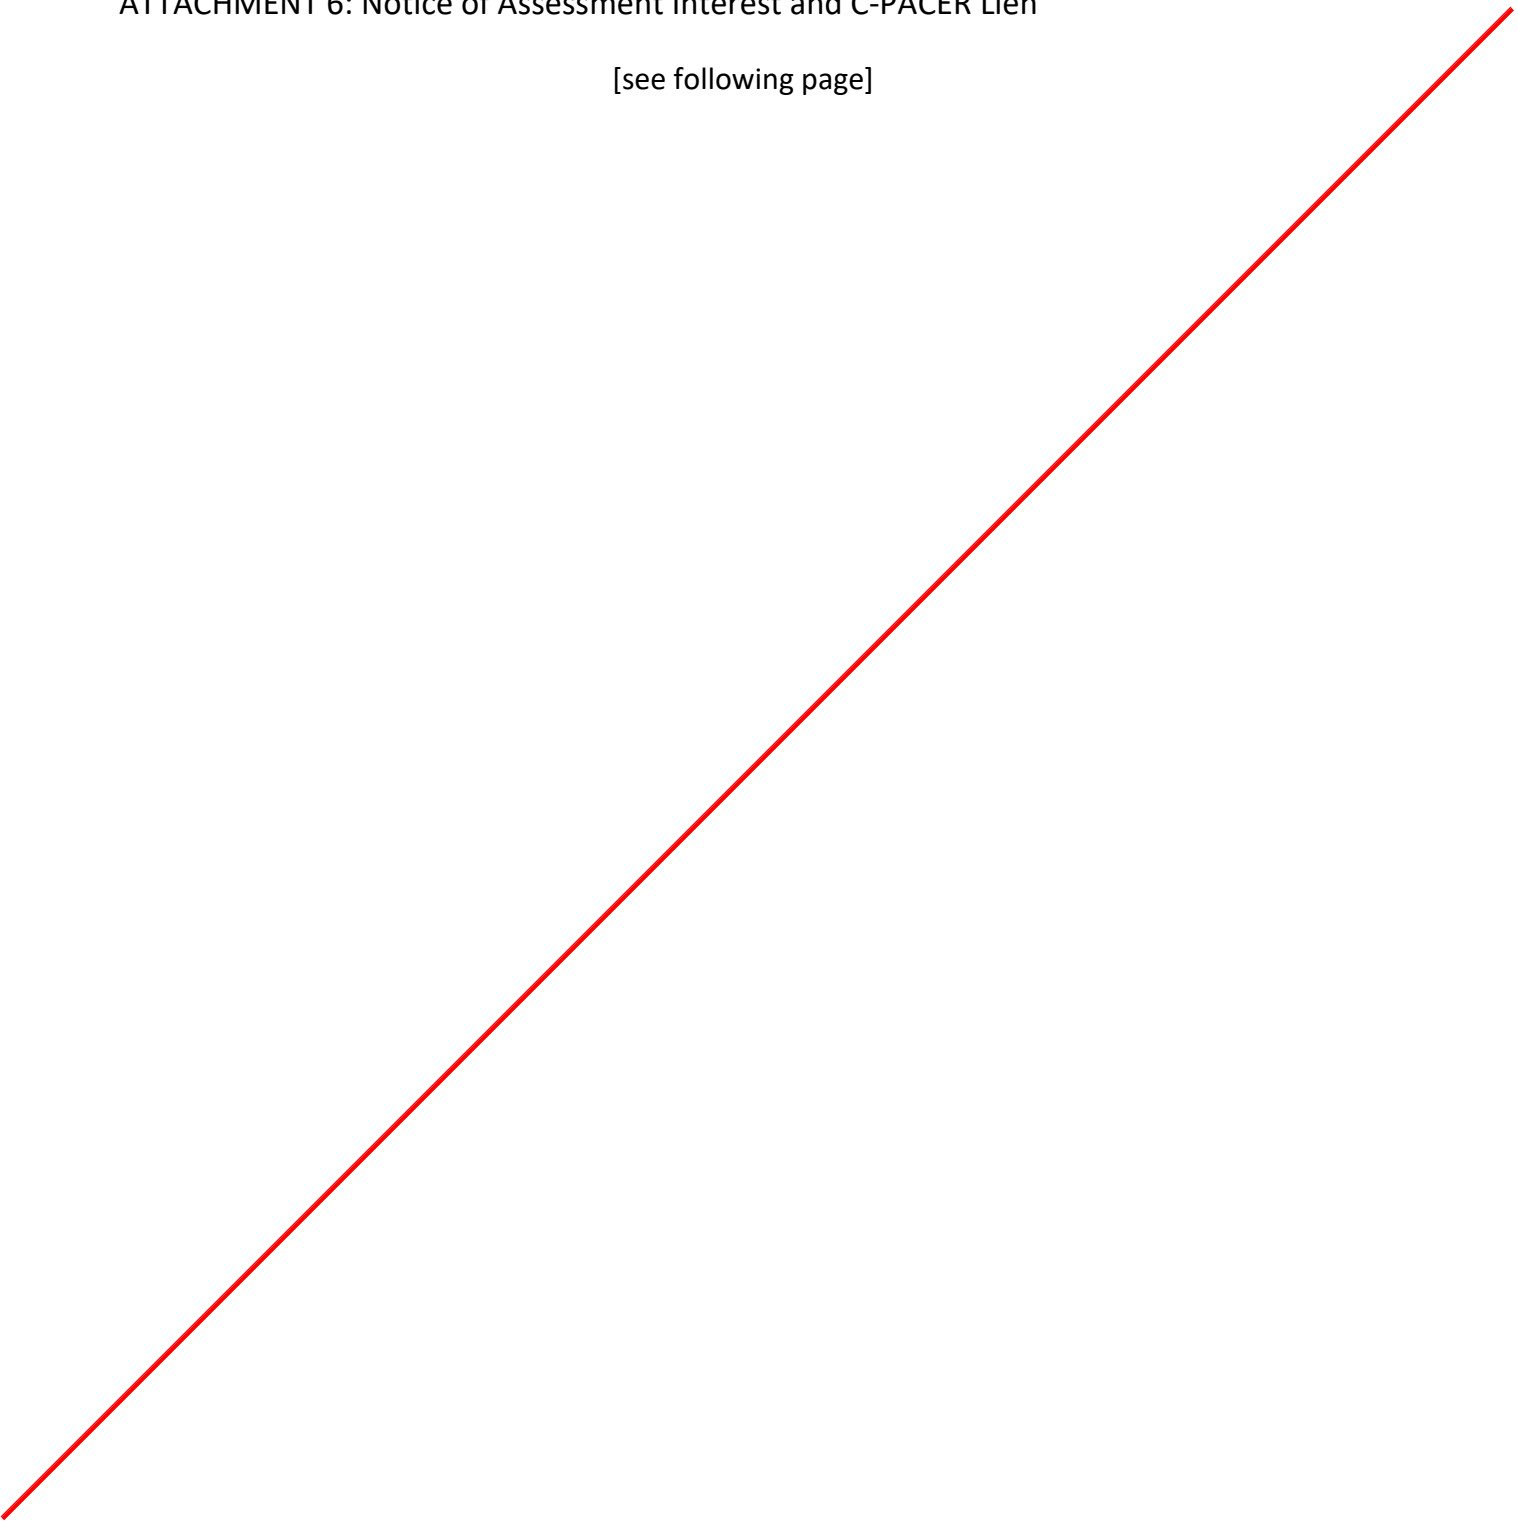 ATTACHMENT 6: Notice of Assessment Interest and C-PACER Lien
[see following page]